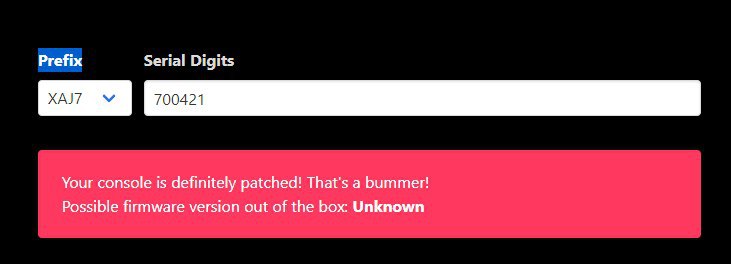 Prefix
Serial Digits
XAJ7
700421
Your console is definitely patched! That's a bummer!
Possible firmware version out of the box: Unknown